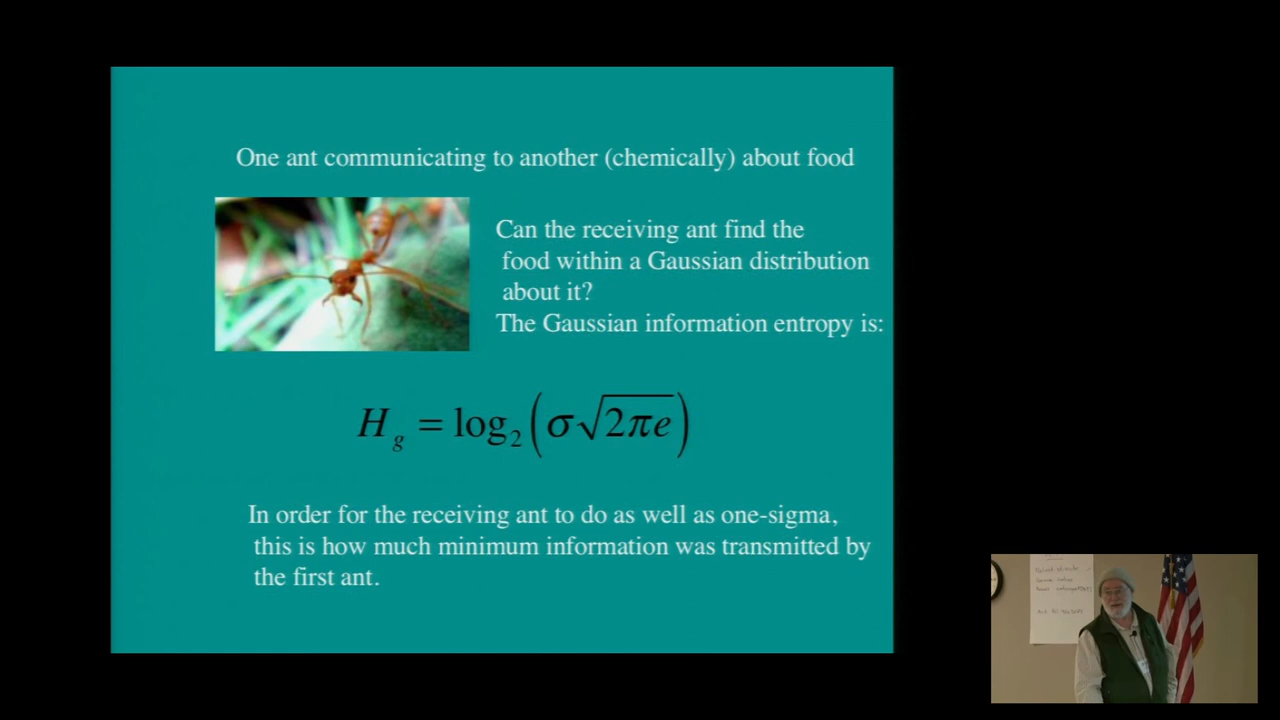 One ant communicating to another (chemically) about food
Can the receiving ant find the
food within a Gaussian distribution
about it?
The Gaussian information entropy is:
H_g = log₂(σ√2πe)
In order for the receiving ant to do as well as one-sigma,
this is how much minimum information was transmitted by
the first ant.